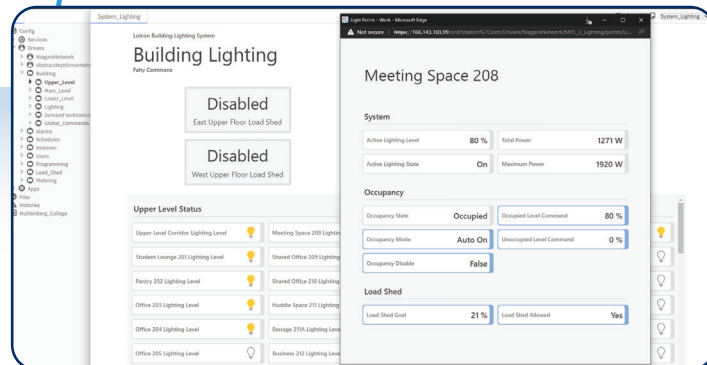 Config
Services
Drivers
NiagaraNetwork
AbstractMqttDriverNetw
Building
Upper_Level
Main_Level
Lower_Level
Lighting
Demand Ventilation
Global_Commands
Alarms
Schedules
Histories
Users
Programming
Load_Shed
Metering
Apps
Files
Histories
Muhlenberg_College
System_Lighting
System_Lighting
Lutron Building Lighting System
Building Lighting
Fahy Commons
Disabled
East Upper Floor Load Shed
Disabled
West Upper Floor Load Shed
Upper Level Status
Upper Level Corridor Lighting Level
Meeting Space 208 Lightin
Student Lounge 201 Lighting Level
Shared Office 209 Lighting
Pantry 202 Lighting Level
Shared Office 210 Lighting
Office 203 Lighting Level
Huddle Space 211 Lighting
Office 204 Lighting Level
Storage 211A Lighting Leve
Office 205 Lighting Level
Business 212 Lighting Leve
Light Points - Work - Microsoft Edge
Not secure
Meeting Space 208
System
Active Lighting Level 80 %
Total Power 1271 W
Active Lighting State On
Maximum Power 1920 W
Occupancy
Occupancy State Occupied
Occupied Level Command 80 %
Occupancy Mode Auto On
Unoccupied Level Command 0 %
Occupancy Disable False
Load Shed
Load Shed Goal 21 %
Load Shed Allowed Yes